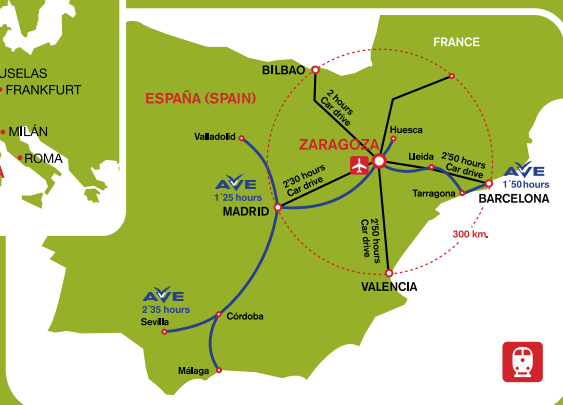 USELAS
FRANKFURT
MILÁN
ROMA
FRANCE
BILBAO
ESPAÑA (SPAIN)
2 hours
Car drive
Valladolid
ZARAGOZA
Huesca
Lleida
2'50 hours
Car drive
AVE
1´50 hours
BARCELONA
Tarragona
2'30 hours
Car drive
AVE
1´25 hours
MADRID
2'50 hours
Car drive
300 km.
VALENCIA
AVE
2´35 hours
Sevilla
Córdoba
Málaga